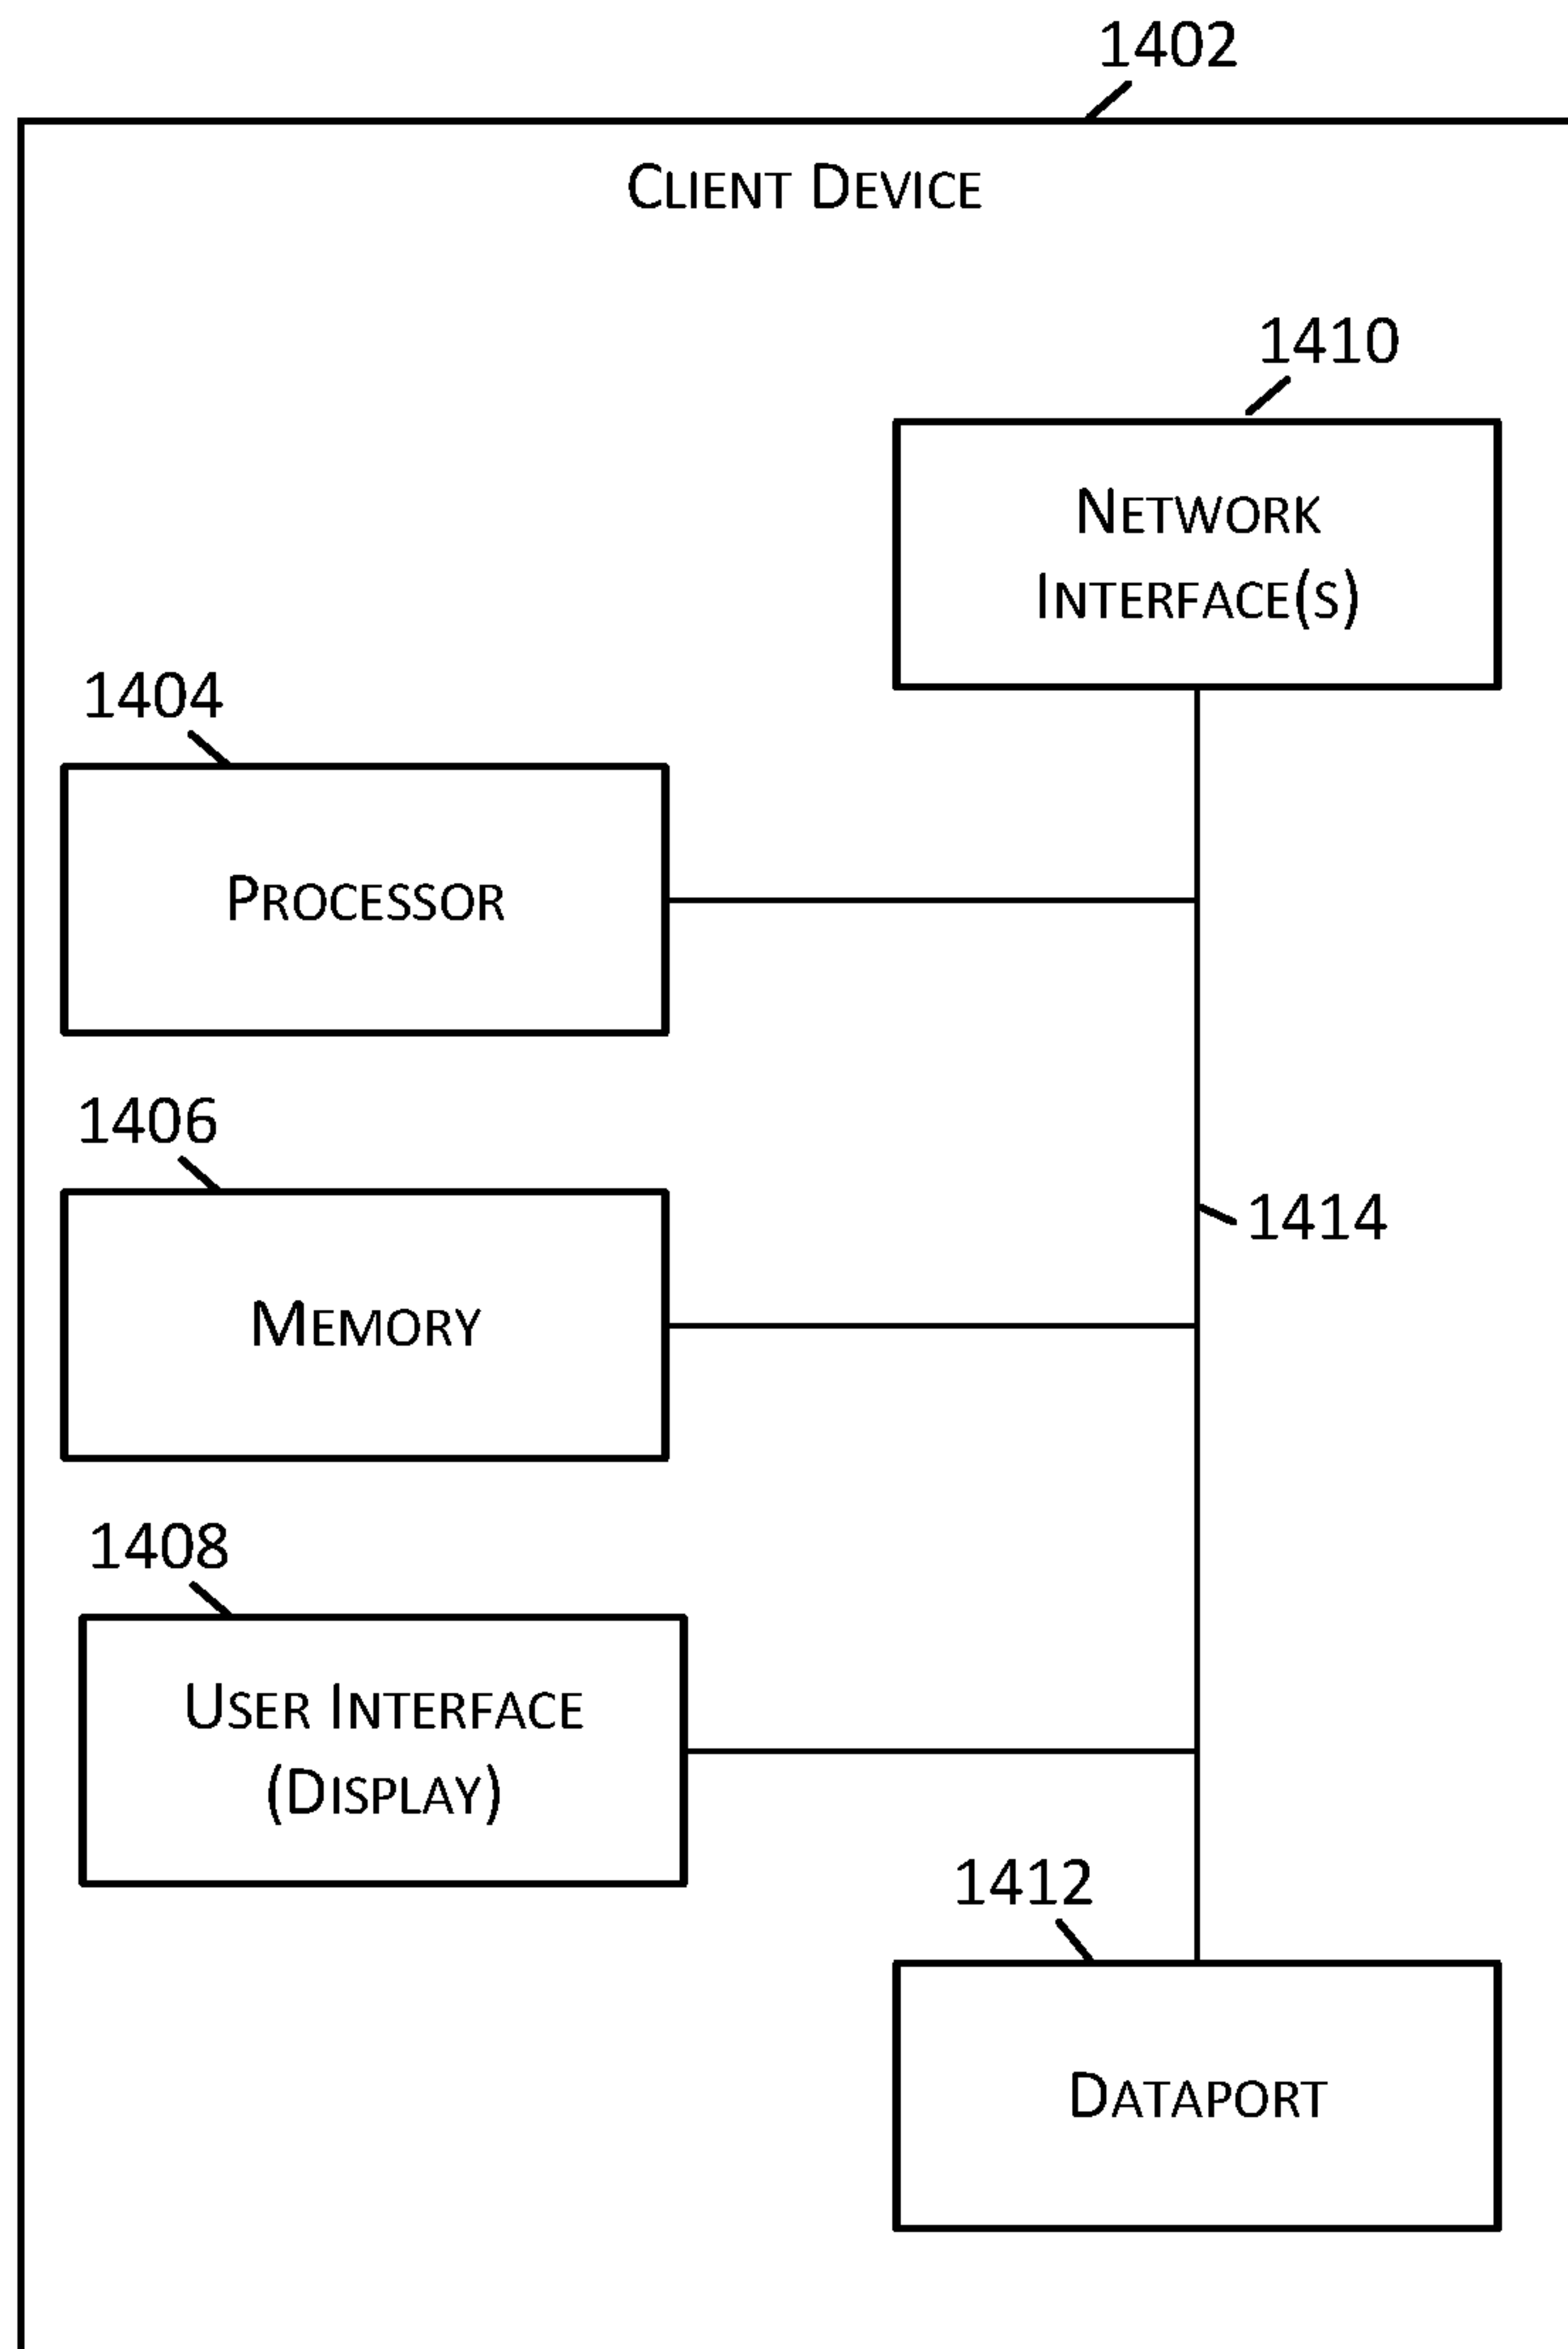 1402
CLIENT DEVICE
1410
NETWORK
INTERFACE(S)
1404
PROCESSOR
1406
1414
MEMORY
1408
USER INTERFACE
(DISPLAY)
1412
DATAPORT